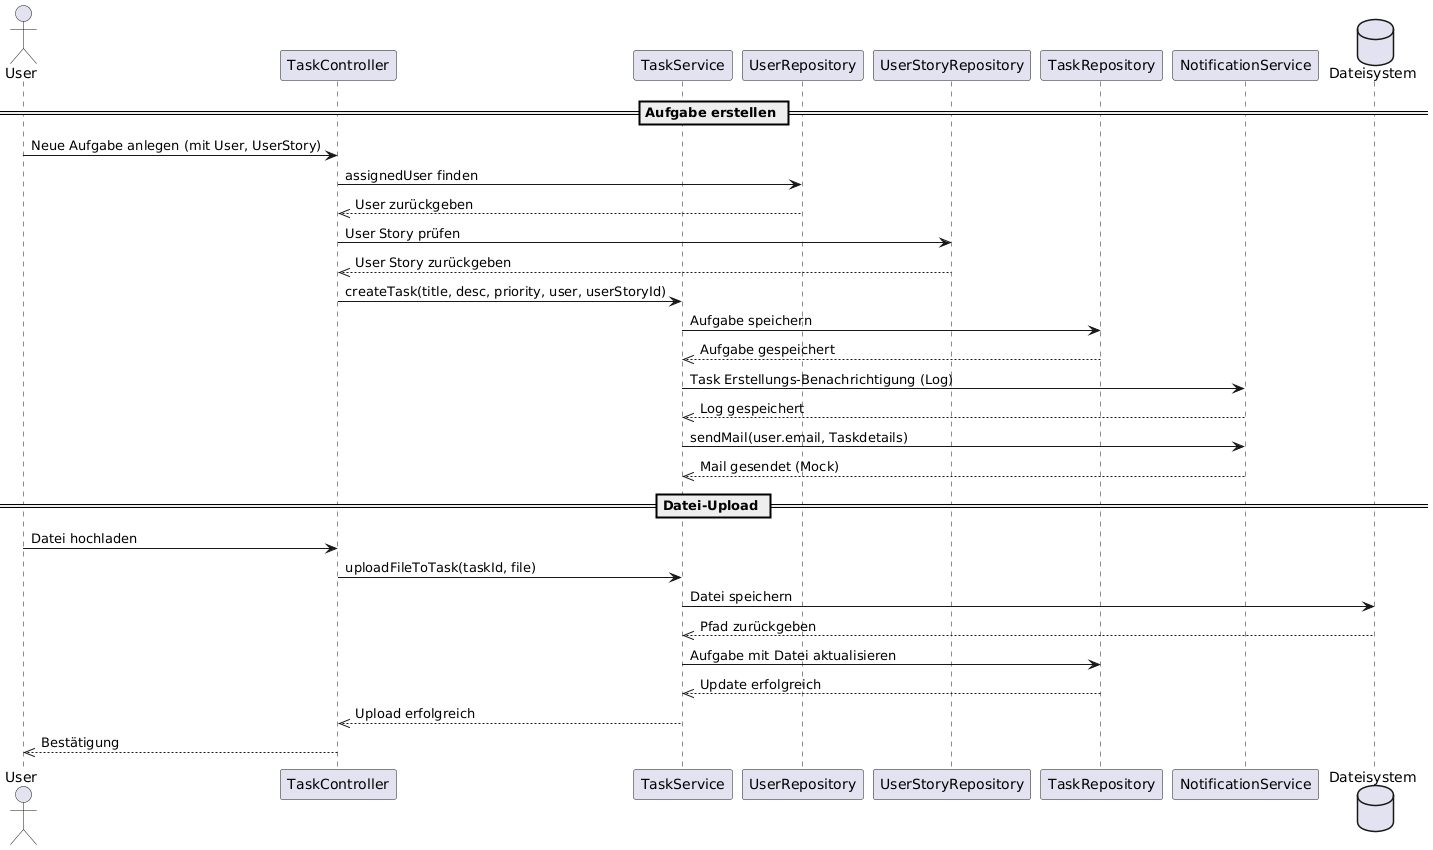 User
TaskController
TaskService
UserRepository
UserStoryRepository
TaskRepository
NotificationService
Dateisystem
Aufgabe erstellen
Neue Aufgabe anlegen (mit User, UserStory)
assignedUser finden
User zurückgeben
User Story prüfen
User Story zurückgeben
createTask(title, desc, priority, user, userStoryId)
Aufgabe speichern
Aufgabe gespeichert
Task Erstellungs-Benachrichtigung (Log)
Log gespeichert
sendMail(user.email, Taskdetails)
Mail gesendet (Mock)
Datei-Upload
Datei hochladen
uploadFileToTask(taskId, file)
Datei speichern
Pfad zurückgeben
Aufgabe mit Datei aktualisieren
Update erfolgreich
Upload erfolgreich
Bestätigung
User
TaskController
TaskService
UserRepository
UserStoryRepository
TaskRepository
NotificationService
Dateisystem